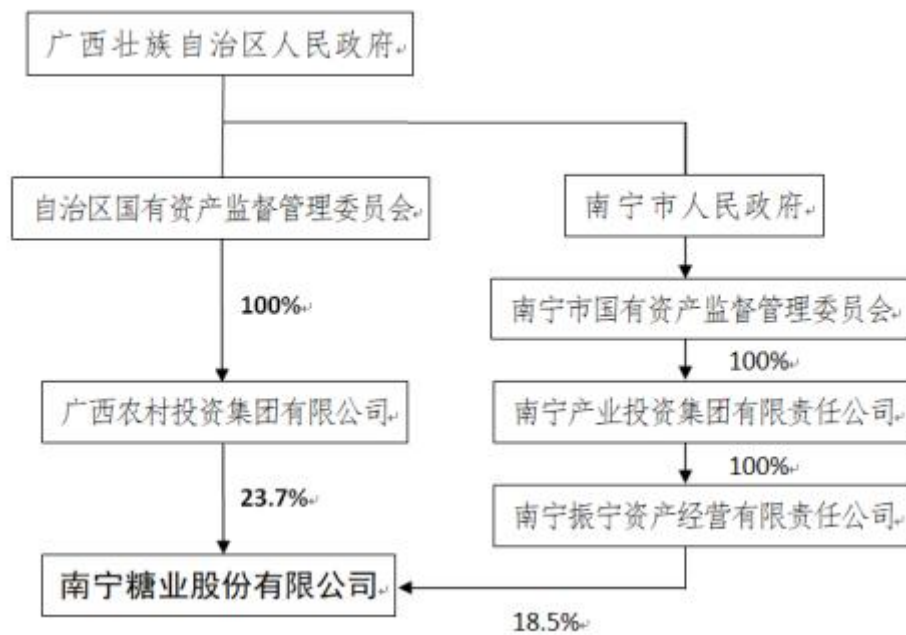 广西壮族自治区人民政府
自治区国有资产监督管理委员会
南宁市人民政府
100%
南宁市国有资产监督管理委员会
100%
广西农村投资集团有限公司
南宁产业投资集团有限责任公司
100%
23.7%
南宁振宁资产经营有限责任公司
南宁糖业股份有限公司
18.5%